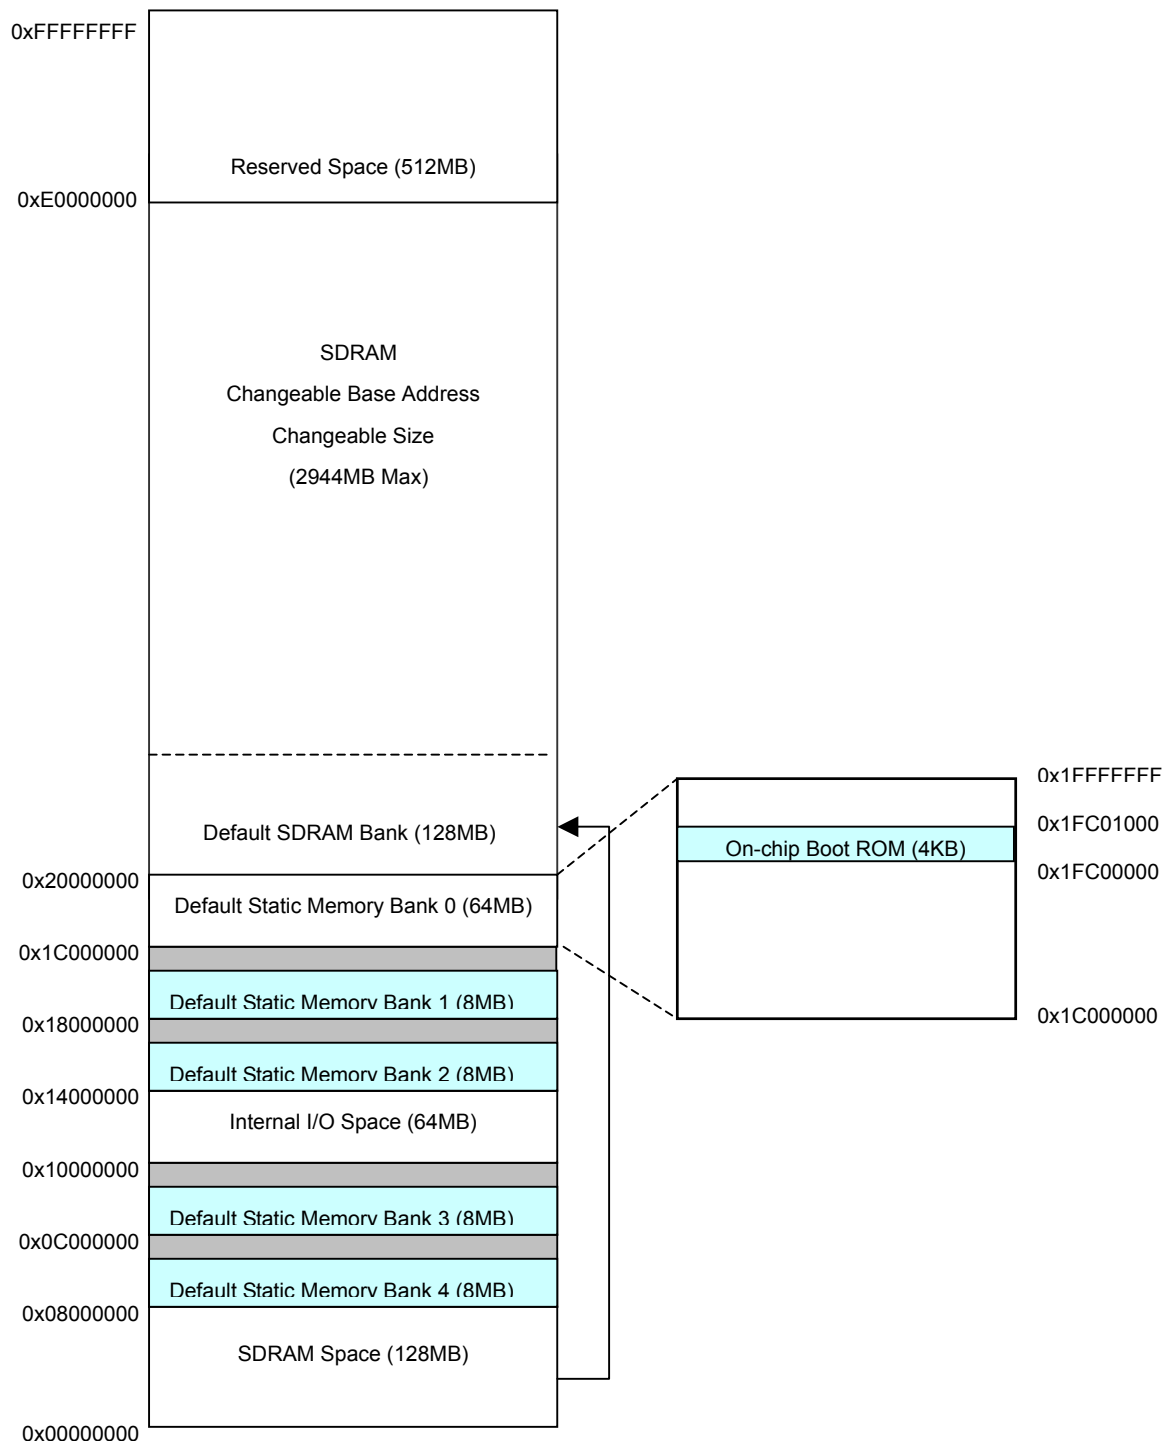 0xFFFFFFFF
Reserved Space (512MB)
0xE0000000
SDRAM
Changeable Base Address
Changeable Size
(2944MB Max)
Default SDRAM Bank (128MB)
0x20000000
Default Static Memory Bank 0 (64MB)
0x1C000000
Default Static Memory Bank 1 (8MB)
0x18000000
Default Static Memory Bank 2 (8MB)
0x14000000
Internal I/O Space (64MB)
0x10000000
Default Static Memory Bank 3 (8MB)
0x0C000000
Default Static Memory Bank 4 (8MB)
0x08000000
SDRAM Space (128MB)
0x00000000
0x1FFFFFFF
0x1FC01000
On-chip Boot ROM (4KB)
0x1FC00000
0x1C000000